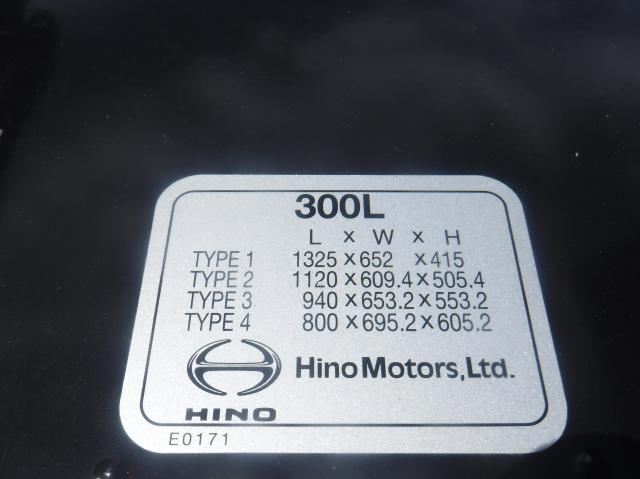 300L
L x W x H
TYPE 1 1325 x 652 x 415
TYPE 2 1120 x 609.4 x 505.4
TYPE 3 940 x 653.2 x 553.2
TYPE 4 800 x 695.2 x 605.2
Hino Motors, Ltd.
HINO
E0171